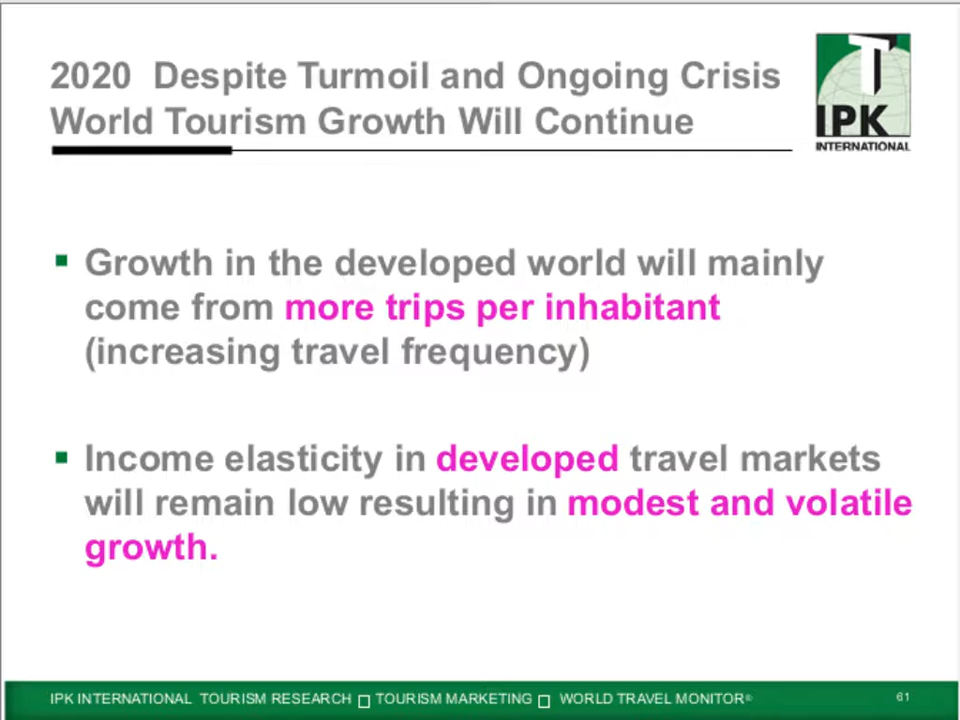 2020  Despite Turmoil and Ongoing Crisis
World Tourism Growth Will Continue
IPK
INTERNATIONAL
▪ Growth in the developed world will mainly
come from more trips per inhabitant
(increasing travel frequency)
▪ Income elasticity in developed travel markets
will remain low resulting in modest and volatile
growth.
IPK INTERNATIONAL  TOURISM RESEARCH □ TOURISM MARKETING □ WORLD TRAVEL MONITOR® 61